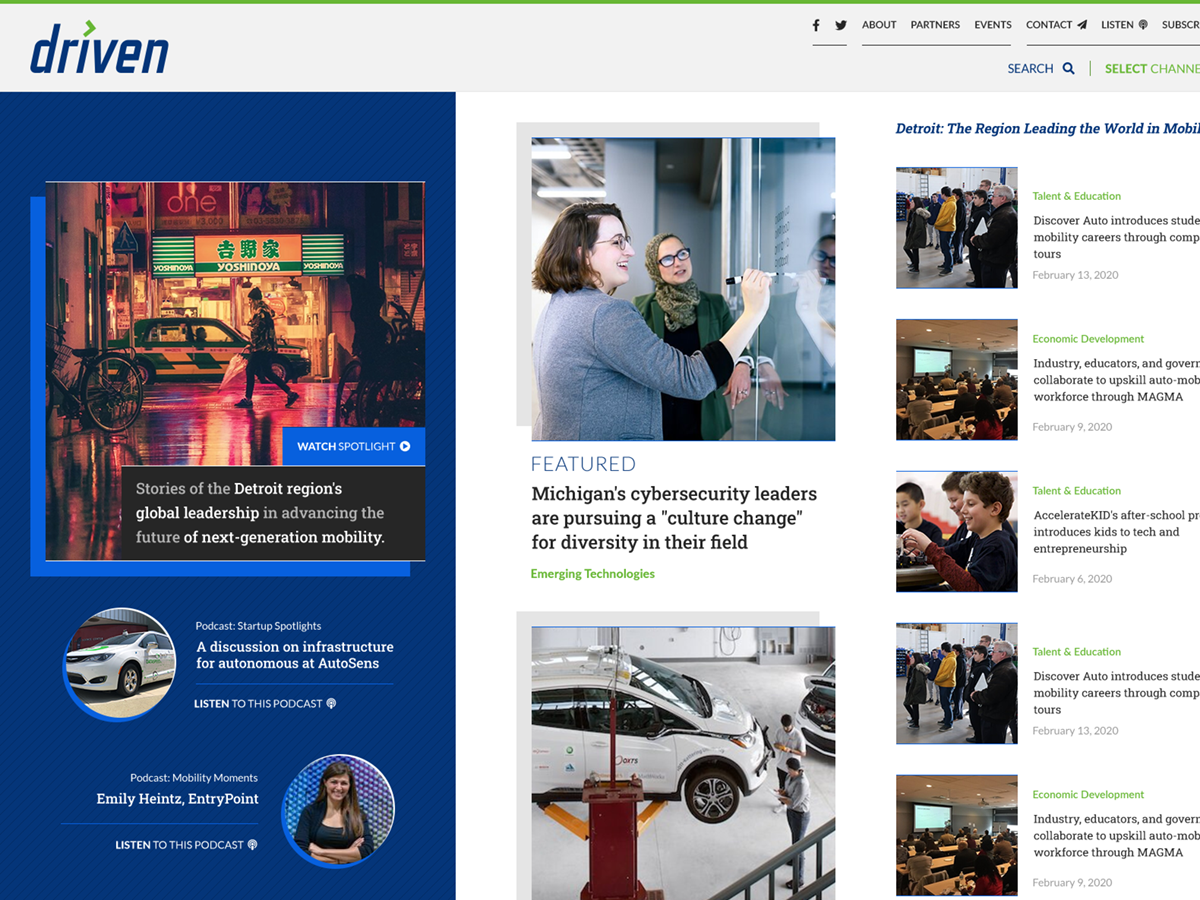 driven
ABOUT PARTNERS EVENTS CONTACT LISTEN SUBSCR
SEARCH
SELECT CHANNE
one
吉野家
YOSHINOYA YOSHINOYA YOSHINOYA
WATCH SPOTLIGHT
Stories of the Detroit region's
global leadership in advancing the
future of next-generation mobility.
Podcast: Startup Spotlights
A discussion on infrastructure
for autonomous at AutoSens
LISTEN TO THIS PODCAST
Podcast: Mobility Moments
Emily Heintz, EntryPoint
LISTEN TO THIS PODCAST
FEATURED
Michigan's cybersecurity leaders
are pursuing a "culture change"
for diversity in their field
Emerging Technologies
Detroit: The Region Leading the World in Mobil
Talent & Education
Discover Auto introduces stude
mobility careers through comp
tours
February 13, 2020
Economic Development
Industry, educators, and govern
collaborate to upskill auto-mob
workforce through MAGMA
February 9, 2020
Talent & Education
AccelerateKID's after-school pr
introduces kids to tech and
entrepreneurship
February 6, 2020
Talent & Education
Discover Auto introduces stude
mobility careers through comp
tours
February 13, 2020
Economic Development
Industry, educators, and govern
collaborate to upskill auto-mob
workforce through MAGMA
February 9, 2020